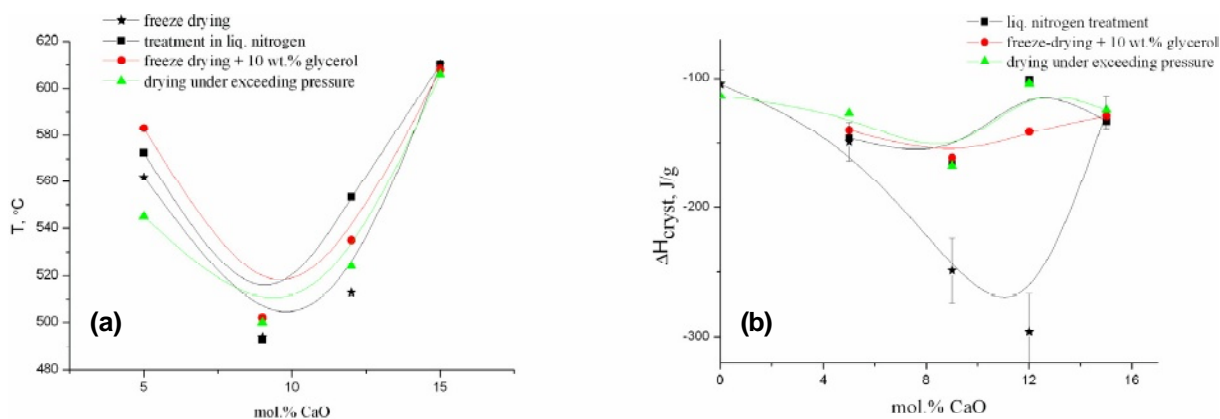 freeze drying
treatment in liq. nitrogen
freeze drying + 10 wt.% glycerol
drying under exceeding pressure
620
600
580
560
540
520
500
480
T, °C
5
10
15
mol.% CaO
(a)
liq. nitrogen treatment
freeze-drying + 10 wt.% glycerol
drying under exceeding pressure
-100
-200
-300
ΔHcryst, J/g
0
4
8
12
16
mol.% CaO
(b)